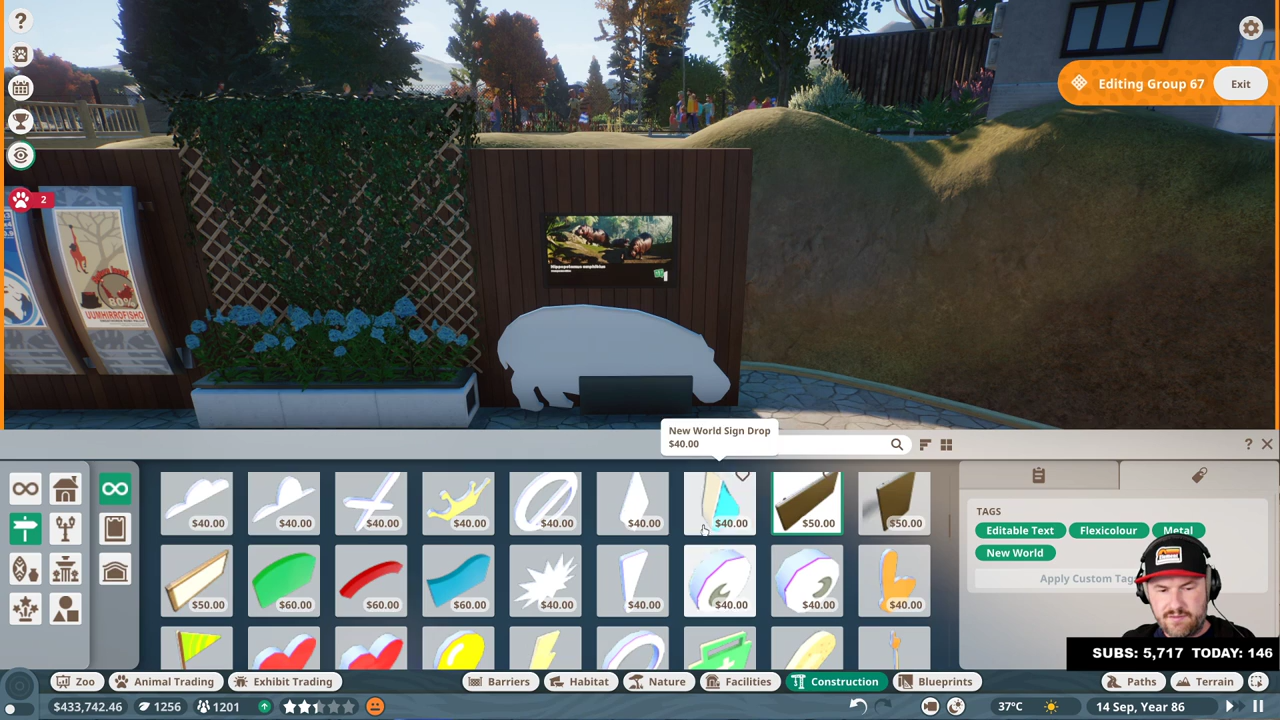 Editing Group 67
Exit
2
80%
UUMHIRROFISHO
Hippopotamus amphibius
New World Sign Drop
$40.00
$40.00 $40.00 $40.00 $40.00 $40.00 $40.00 $40.00 $50.00 $50.00
$50.00 $60.00 $60.00 $60.00 $40.00 $40.00 $40.00 $40.00 $40.00
TAGS
Editable Text Flexicolour Metal
New World
Apply Custom Tag
SUBS: 5,717 TODAY: 146
Zoo Animal Trading Exhibit Trading Barriers Habitat Nature Facilities Construction Blueprints Paths Terrain
$433,742.46 1256 1201 37°C 14 Sep, Year 86